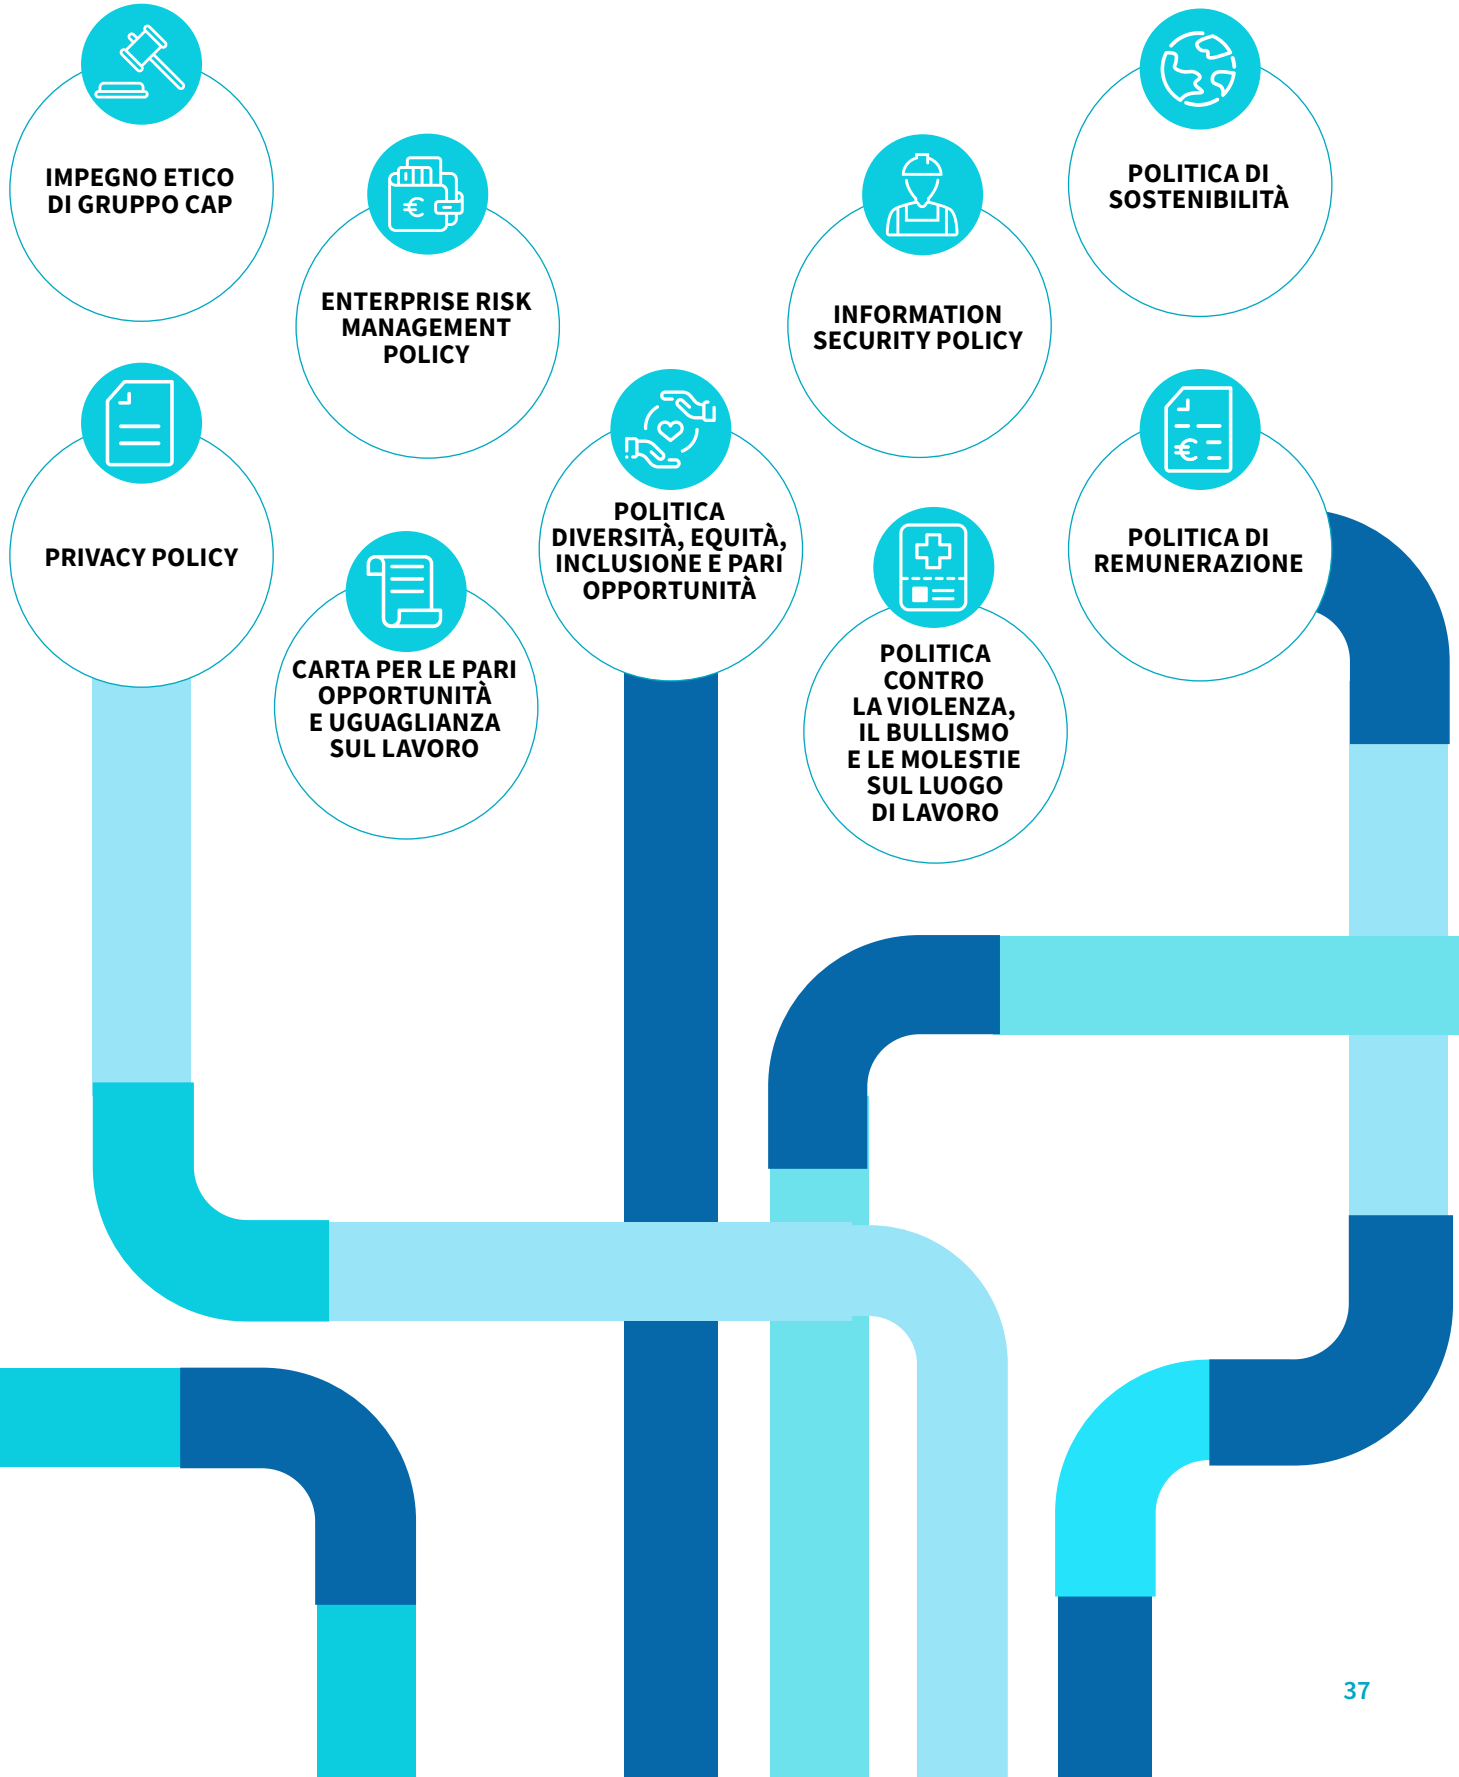 IMPEGNO ETICO
DI GRUPPO CAP
POLITICA DI
SOSTENIBILITÀ
ENTERPRISE RISK
MANAGEMENT
POLICY
INFORMATION
SECURITY POLICY
PRIVACY POLICY
POLITICA
DIVERSITÀ, EQUITÀ,
INCLUSIONE E PARI
OPPORTUNITÀ
POLITICA DI
REMUNERAZIONE
CARTA PER LE PARI
OPPORTUNITÀ
E UGUAGLIANZA
SUL LAVORO
POLITICA
CONTRO
LA VIOLENZA,
IL BULLISMO
E LE MOLESTIE
SUL LUOGO
DI LAVORO
37